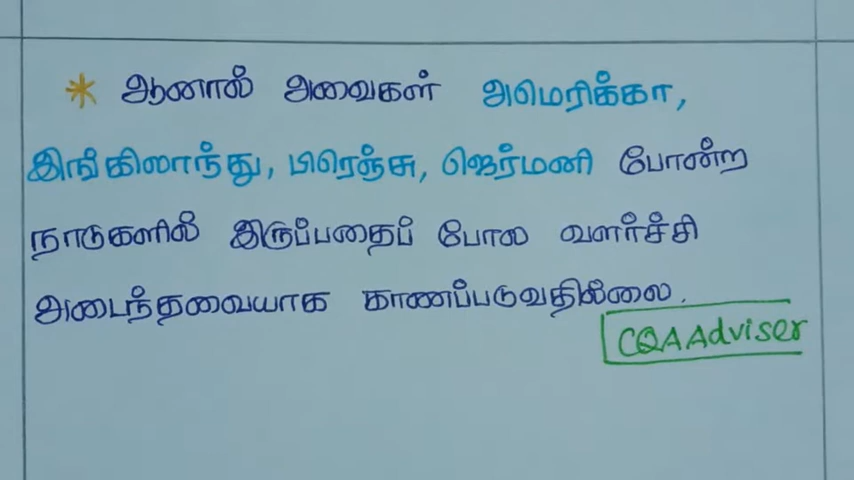 * ஆனால் அவைகள் அமெரிக்கா,
இங்கிலாந்து, பிரெஞ்சு, ஜெர்மனி போன்ற
நாடுகளில் இருப்பதைப் போல வளர்ச்சி
அடைந்தவையாக காணப்படுவதில்லை.
CQAAdviser